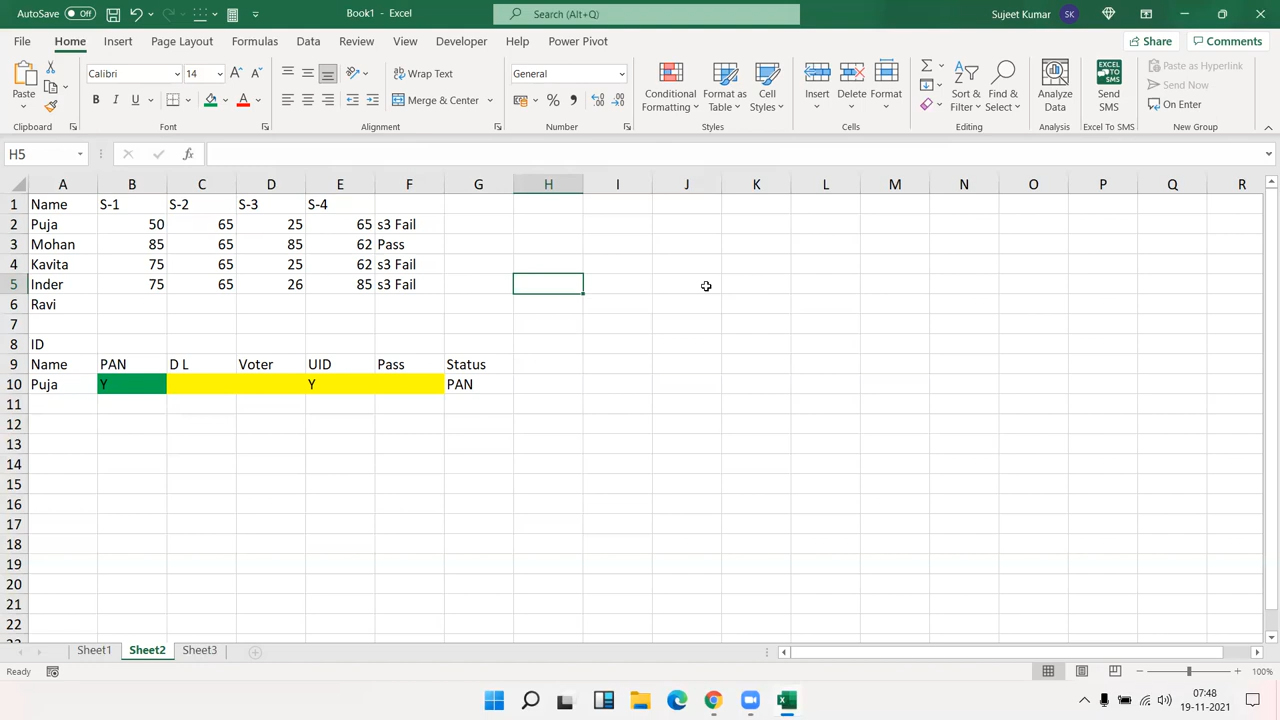 AutoSave Off Book1 - Excel Search (Alt+Q) Sujeet Kumar SK
File Home Insert Page Layout Formulas Data Review View Developer Help Power Pivot Share Comments
Paste Calibri 14 Wrap Text General Conditional Formatting Format as Table Cell Styles Insert Delete Format Sort & Filter Find & Select Analyze Data Send SMS Paste as Hyperlink
B I U Merge & Center Send Now
On Enter
Clipboard Font Alignment Number Styles Cells Editing Analysis Excel To SMS New Group
H5 fx
A B C D E F G H I J K L M N O P Q R
1 Name S-1 S-2 S-3 S-4
2 Puja 50 65 25 65 s3 Fail
3 Mohan 85 65 85 62 Pass
4 Kavita 75 65 25 62 s3 Fail
5 Inder 75 65 26 85 s3 Fail
6 Ravi
7
8 ID
9 Name PAN D L Voter UID Pass Status
10 Puja Y Y PAN
11
12
13
14
15
16
17
18
19
20
21
22
Sheet1 Sheet2 Sheet3
Ready 100%
07:48
19-11-2021